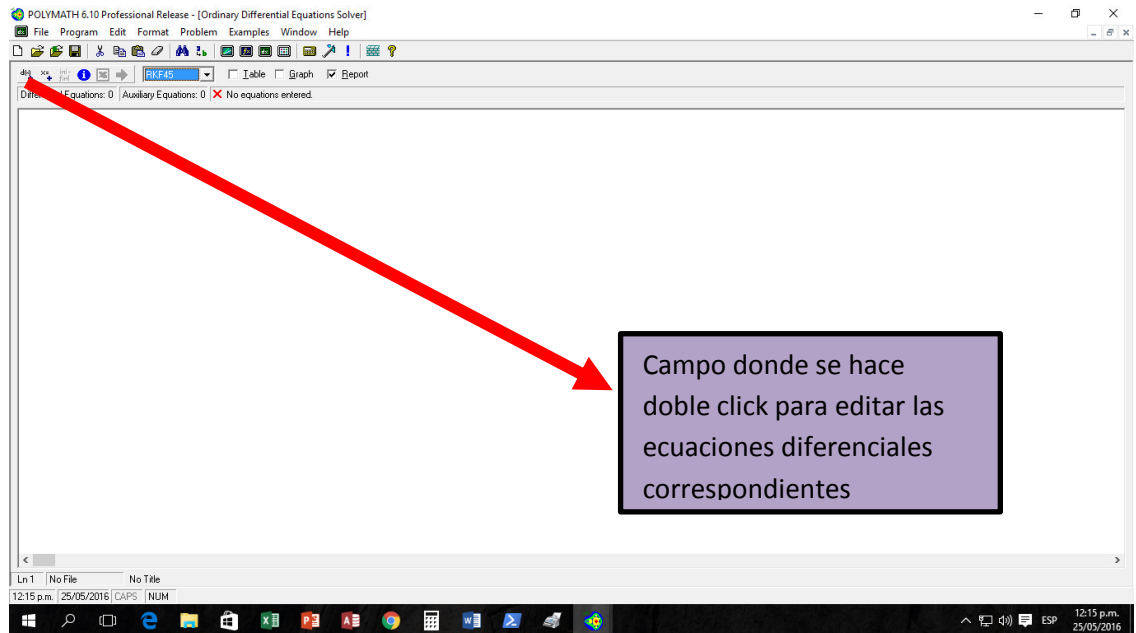 POLYMATH 6.10 Professional Release - [Ordinary Differential Equations Solver]
File Program Edit Format Problem Examples Window Help
RKF45 Table Graph Report
Equations: 0 Auxiliary Equations: 0 No equations entered.
Campo donde se hace
doble click para editar las
ecuaciones diferenciales
correspondientes
Ln 1 No File No Title
12:15 p.m. 25/05/2016 CAPS NUM
ESP 12:15 p.m.
25/05/2016